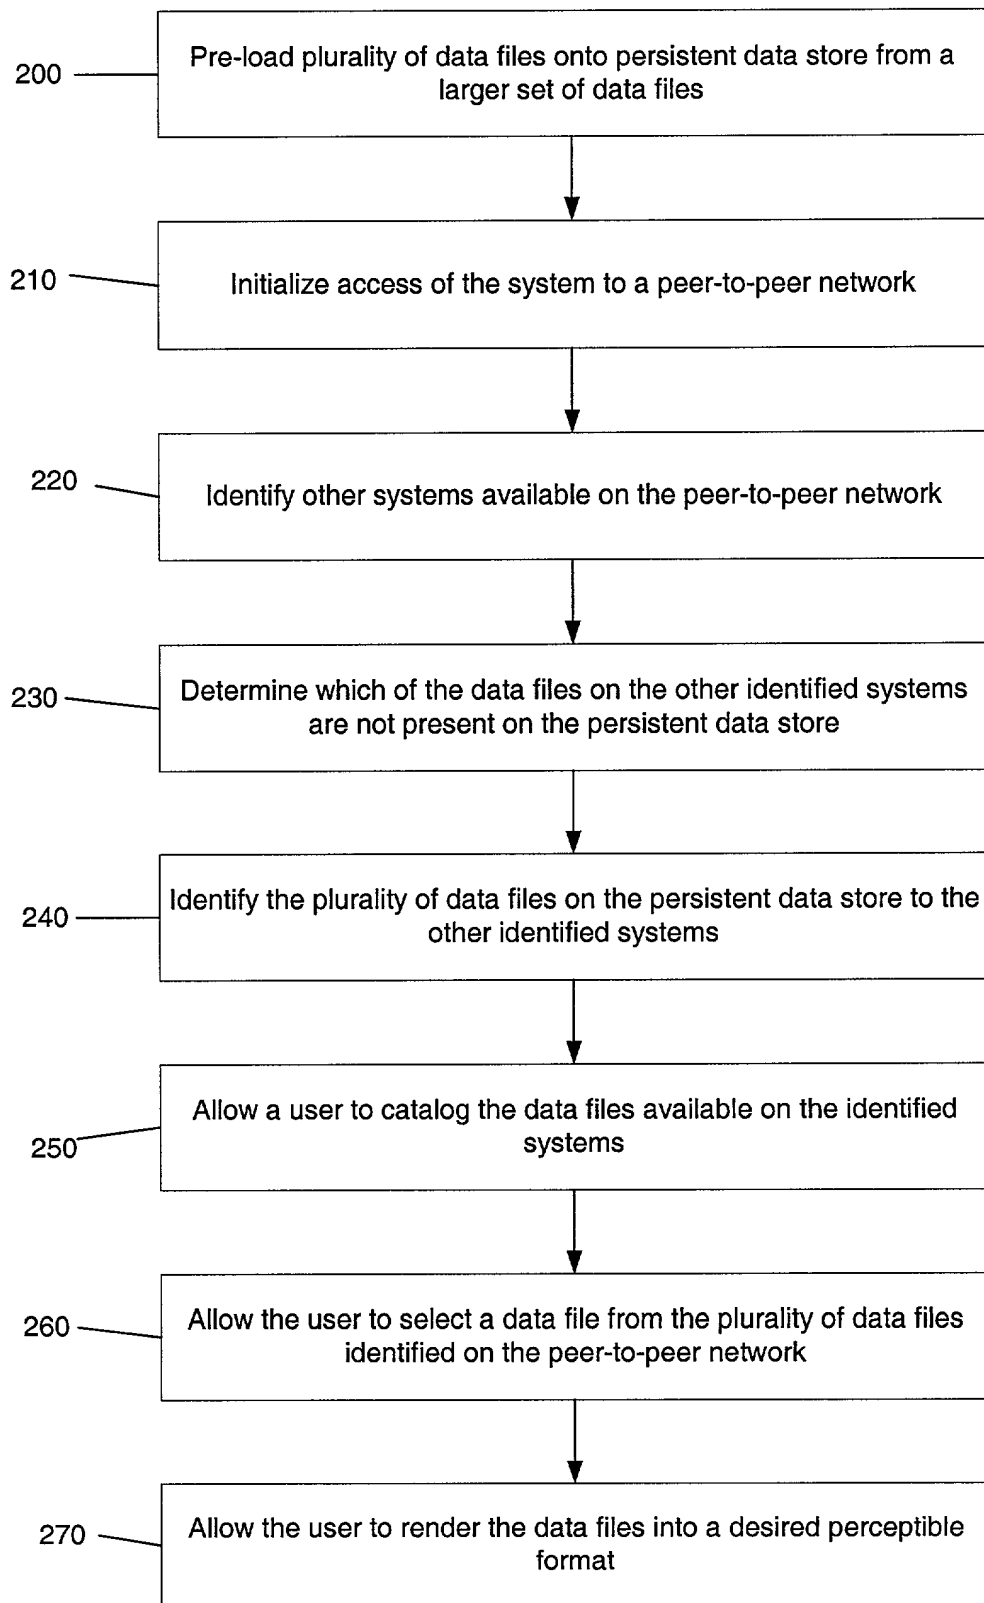 200
Pre-load plurality of data files onto persistent data store from a
larger set of data files
210
Initialize access of the system to a peer-to-peer network
220
Identify other systems available on the peer-to-peer network
230
Determine which of the data files on the other identified systems
are not present on the persistent data store
240
Identify the plurality of data files on the persistent data store to the
other identified systems
250
Allow a user to catalog the data files available on the identified
systems
260
Allow the user to select a data file from the plurality of data files
identified on the peer-to-peer network
270
Allow the user to render the data files into a desired perceptible
format